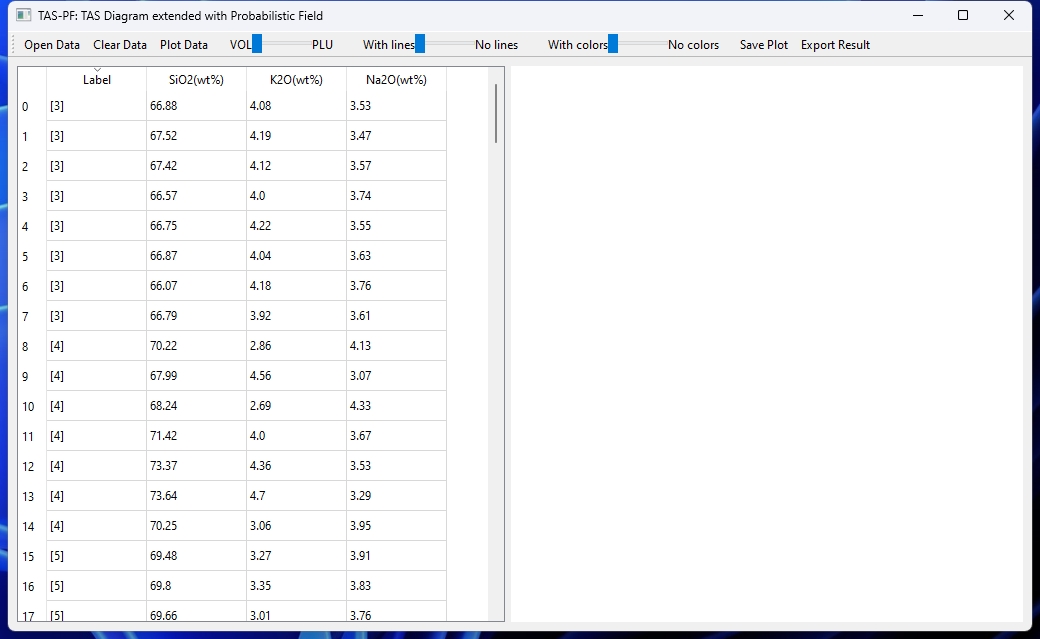 TAS-PF: TAS Diagram extended with Probabilistic Field
Open Data Clear Data Plot Data VOL PLU With lines No lines With colors No colors Save Plot Export Result
Label SiO2(wt%) K2O(wt%) Na2O(wt%)
0 [3] 66.88 4.08 3.53
1 [3] 67.52 4.19 3.47
2 [3] 67.42 4.12 3.57
3 [3] 66.57 4.0 3.74
4 [3] 66.75 4.22 3.55
5 [3] 66.87 4.04 3.63
6 [3] 66.07 4.18 3.76
7 [3] 66.79 3.92 3.61
8 [4] 70.22 2.86 4.13
9 [4] 67.99 4.56 3.07
10 [4] 68.24 2.69 4.33
11 [4] 71.42 4.0 3.67
12 [4] 73.37 4.36 3.53
13 [4] 73.64 4.7 3.29
14 [4] 70.25 3.06 3.95
15 [5] 69.48 3.27 3.91
16 [5] 69.8 3.35 3.83
17 [5] 69.66 3.01 3.76